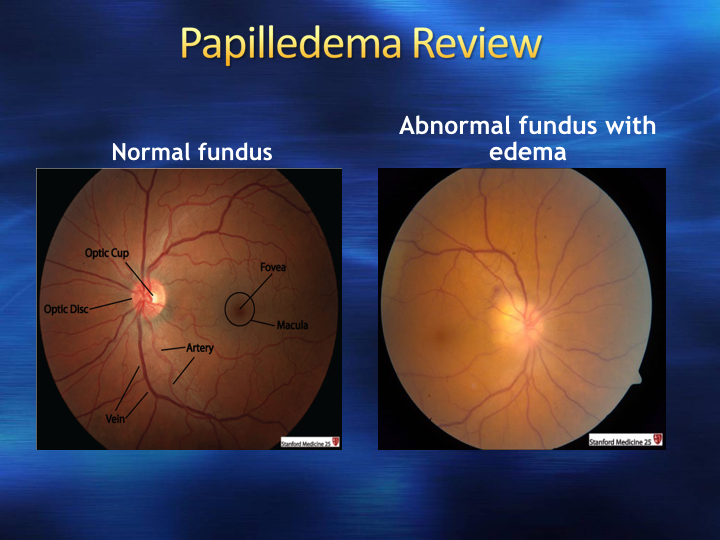 Papilledema Review
Normal fundus
Abnormal fundus with
edema
Optic Cup
Fovea
Optic Disc
Macula
Artery
Vein
Stanford Medicine 25
Stanford Medicine 25